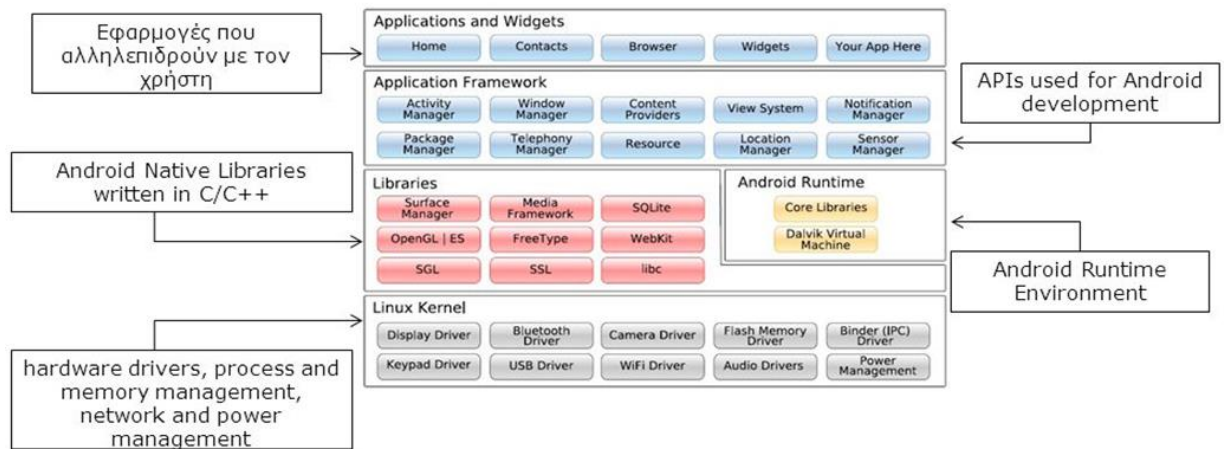 Εφαρμογές που
αλληλεπιδρούν με τον
χρήστη
Applications and Widgets
Home
Contacts
Browser
Widgets
Your App Here
Application Framework
Activity
Manager
Window
Manager
Content
Providers
View System
Notification
Manager
Package
Manager
Telephony
Manager
Resource
Location
Manager
Sensor
Manager
APIs used for Android
development
Android Native Libraries
written in C/C++
Libraries
Surface
Manager
Media
Framework
SQLite
OpenGL | ES
FreeType
WebKit
SGL
SSL
libc
Android Runtime
Core Libraries
Dalvik Virtual
Machine
Android Runtime
Environment
Linux Kernel
Display Driver
Bluetooth
Driver
Camera Driver
Flash Memory
Driver
Binder (IPC)
Driver
Keypad Driver
USB Driver
WiFi Driver
Audio Drivers
Power
Management
hardware drivers, process and
memory management,
network and power
management